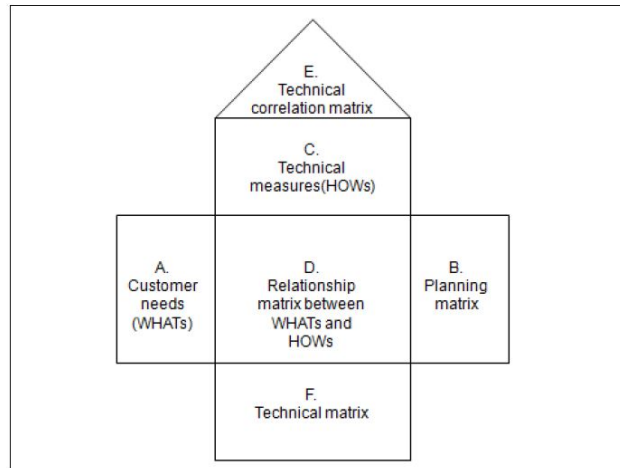 E.
Technical
correlation matrix
C.
Technical
measures(HOWs)
A.
Customer
needs
(WHATs)
D.
Relationship
matrix between
WHATs and
HOWs
B.
Planning
matrix
F.
Technical matrix